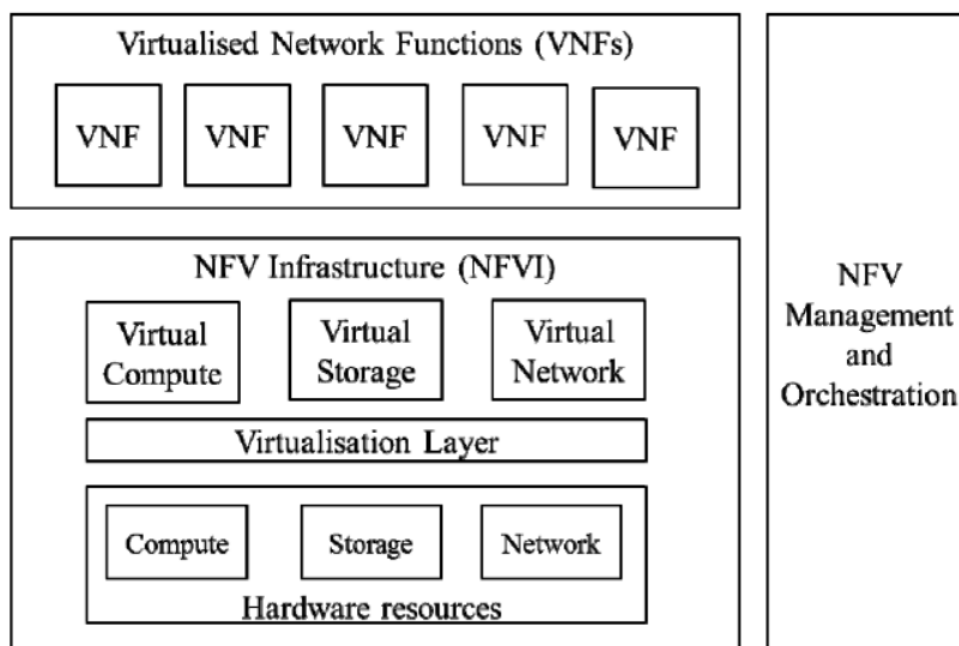 Virtualised Network Functions (VNFs)
VNF VNF VNF VNF VNF
NFV Infrastructure (NFVI)
Virtual
Compute
Virtual
Storage
Virtual
Network
Virtualisation Layer
Compute Storage Network
Hardware resources
NFV
Management
and
Orchestration